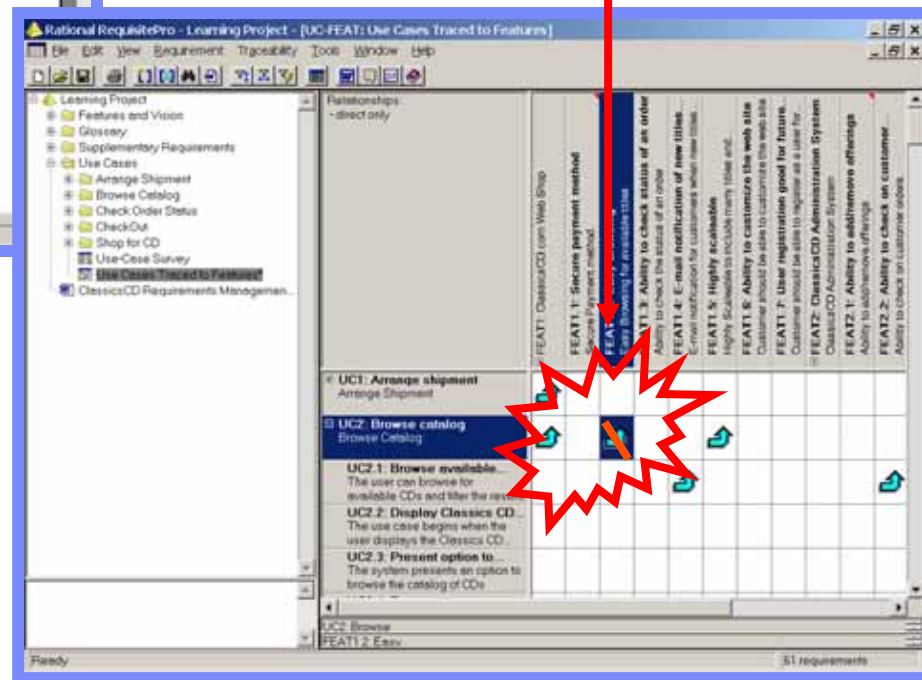 Rational RequisitePro - Learning Project - [UC-FEAT: Use Cases Traced to Features]
File Edit View Requirement Traceability Tools Window Help
Learning Project
Features and Vision
Glossary
Supplementary Requirements
Use Cases
Arrange Shipment
Browse Catalog
Check Order Status
CheckOut
Shop for CD
Use-Case Survey
Use Cases Traced to Features*
ClassicsCD Requirements Managemen...
Relationships:
- direct only
FEAT1: ClassicsCD.com Web Shop
FEAT1.1: Secure payment method
Secure Payment method
FEAT
Easy Browsing for available titles
FEAT1.3: Ability to check status of an order
Ability to check the status of an order
FEAT1.4: E-mail notification of new titles...
E-mail notification for customers when new titles...
FEAT1.5: Highly scaleable
Highly Scaleable to include many titles and...
FEAT1.6: Ability to customize the web site
Customer should be able to customize the web site
FEAT1.7: User registration good for future...
Customer should be able to register as a user for...
FEAT2: ClassicsCD Administration System
ClassicsCD Administration System
FEAT2.1: Ability to add/remove offerings
Ability to add/remove offerings
FEAT2.2: Ability to check on customer...
Ability to check on customer orders
UC1: Arrange shipment
Arrange Shipment
UC2: Browse catalog
Browse Catalog
UC2.1: Browse available...
The user can browse for
available CDs and filter the
UC2.2: Display Classics CD...
The use case begins when the
user displays the Classics CD...
UC2.3: Present option to...
The system presents an option to
browse the catalog of CDs
UC2: Browse
FEAT1.2: Easy
Ready
61 requirements